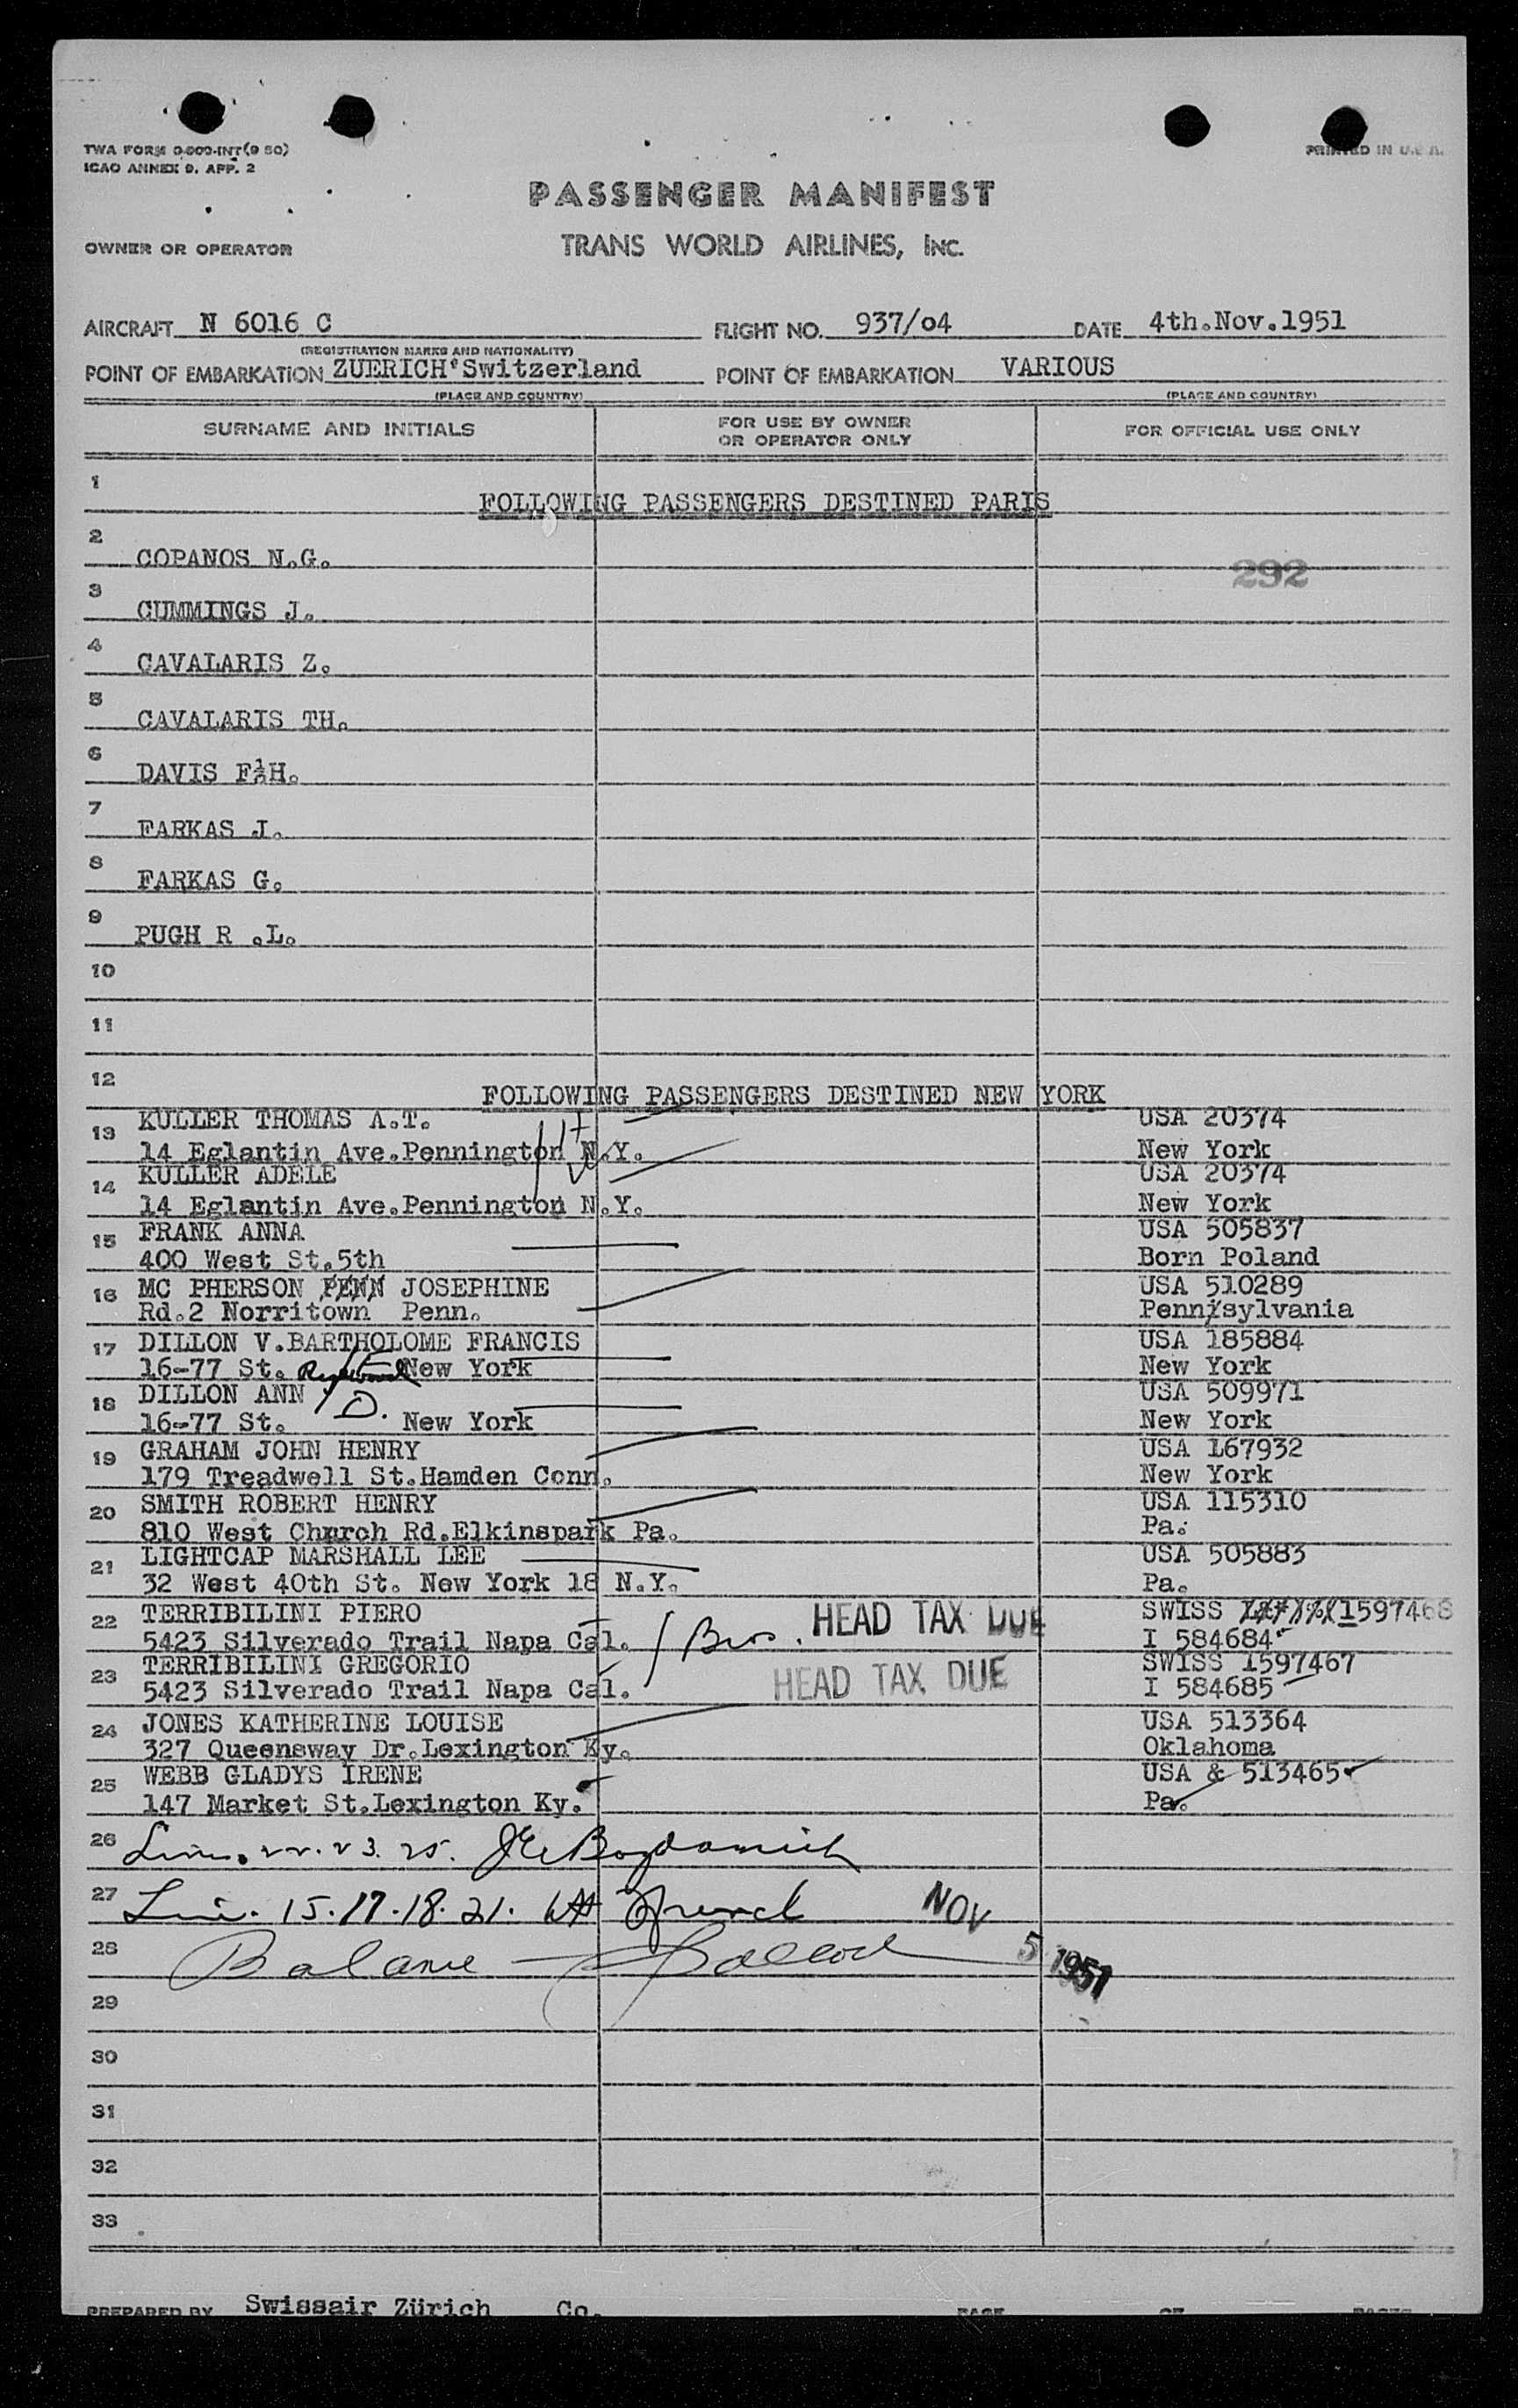 TWA FORM 0-900-INT (9 50)
ICAO ANNEX 9. APP. 2
PRINTED IN U.S.A.
PASSENGER MANIFEST
OWNER OR OPERATOR TRANS WORLD AIRLINES, INC.
AIRCRAFT N 6016 C FLIGHT NO. 937/04 DATE 4th.Nov.1951
(REGISTRATION MARKS AND NATIONALITY)
POINT OF EMBARKATION ZUERICH Switzerland POINT OF EMBARKATION VARIOUS
(PLACE AND COUNTRY) (PLACE AND COUNTRY)
SURNAME AND INITIALS FOR USE BY OWNER OR OPERATOR ONLY FOR OFFICIAL USE ONLY
1 FOLLOWING PASSENGERS DESTINED PARIS
2 COPANOS N.G.
292
3 CUMMINGS J.
4 CAVALARIS Z.
5 CAVALARIS TH.
6 DAVIS F½H.
7 FARKAS J.
8 FARKAS G.
9 PUGH R .L.
10
11
12 FOLLOWING PASSENGERS DESTINED NEW YORK
13 KULLER THOMAS A.T. USA 20374
14 Eglantin Ave.Pennington N.Y. New York
14 KULLER ADELE USA 20374
14 Eglantin Ave.Pennington N.Y. New York
15 FRANK ANNA USA 505837
400 West St.5th Born Poland
16 MC PHERSON PENN JOSEPHINE USA 510289
Rd.2 Norritown Penn. Pennsylvania
17 DILLON V.BARTHOLOME FRANCIS USA 185884
16-77 St. New York New York
18 DILLON ANN D. USA 509971
16-77 St. New York New York
19 GRAHAM JOHN HENRY USA 167932
179 Treadwell St.Hamden Conn. New York
20 SMITH ROBERT HENRY USA 115310
810 West Church Rd.Elkinspark Pa. Pa.
21 LIGHTCAP MARSHALL LEE USA 505883
32 West 40th St. New York 18 N.Y. Pa.
22 TERRIBILINI PIERO HEAD TAX DUE SWISS 1597468
5423 Silverado Trail Napa Cal. Bros. I 584684
23 TERRIBILINI GREGORIO HEAD TAX DUE SWISS 1597467
5423 Silverado Trail Napa Cal. I 584685
24 JONES KATHERINE LOUISE USA 513364
327 Queensway Dr.Lexington Ky. Oklahoma
25 WEBB GLADYS IRENE USA & 513465
147 Market St.Lexington Ky. Pa.
26
27 15.17.18.21. NOV 5 1951
28 Balance
29
30
31
32
33
PREPARED BY Swissair Zürich Co. PAGE OF PAGES